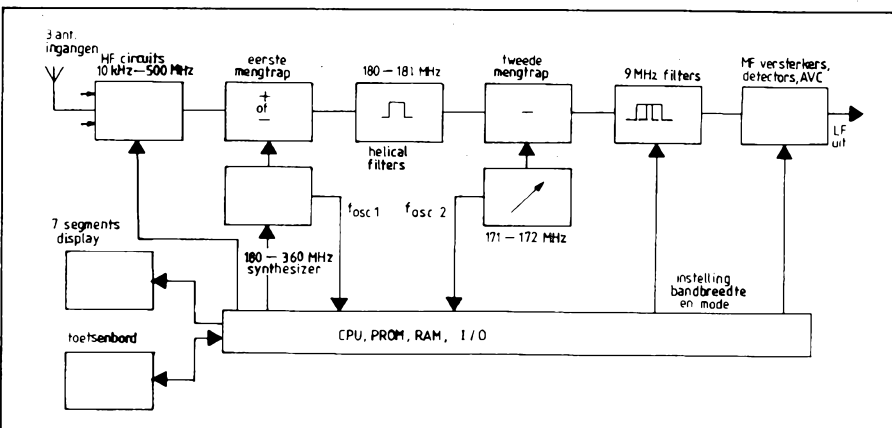 3 ant.
ingangen
HF circuits
10 kHz – 500 MHz
eerste
mengtrap
+
of
–
180 – 181 MHz
helical
filters
tweede
mengtrap
–
9 MHz filters
MF versterkers,
detectors, AVC
LF
uit
fosc 1
fosc 2
171 – 172 MHz
180 – 360 MHz
synthesizer
7 segments
display
instelling
bandbreedte
en mode
toetsenbord
CPU, PROM, RAM, I/O